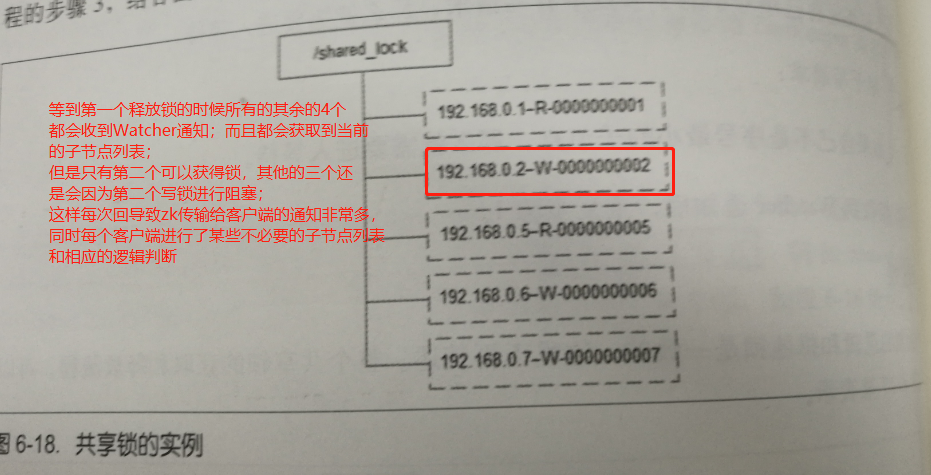 程的步骤 3，
/shared_lock
等到第一个释放锁的时候所有的其余的4个
都会收到Watcher通知；而且都会获取到当前
的子节点列表；
但是只有第二个可以获得锁，其他的三个还
是会因为第二个写锁进行阻塞；
这样每次回导致zk传输给客户端的通知非常多，
同时每个客户端进行了某些不必要的子节点列表
和相应的逻辑判断
192.168.0.1–R-0000000001
192.168.0.2–W-0000000002
192.168.0.5–R-0000000005
192.168.0.6–W-0000000006
192.168.0.7–W-0000000007
图 6-18. 共享锁的实例